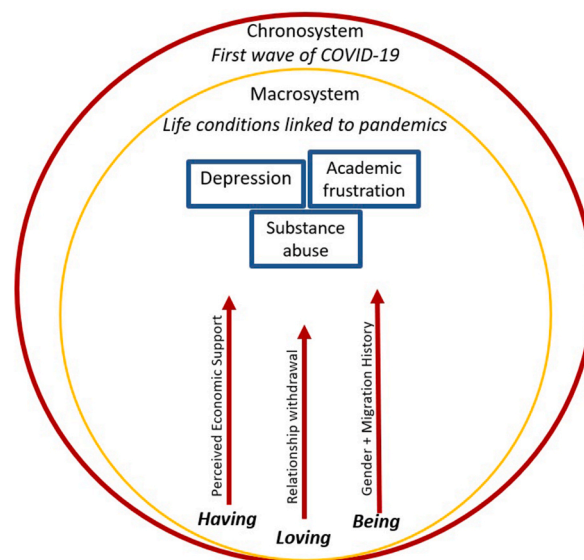 Chronosystem
First wave of COVID-19
Macrosystem
Life conditions linked to pandemics
Depression
Academic
frustration
Substance
abuse
Perceived Economic Support
Relationship withdrawal
Gender + Migration History
Having
Loving
Being